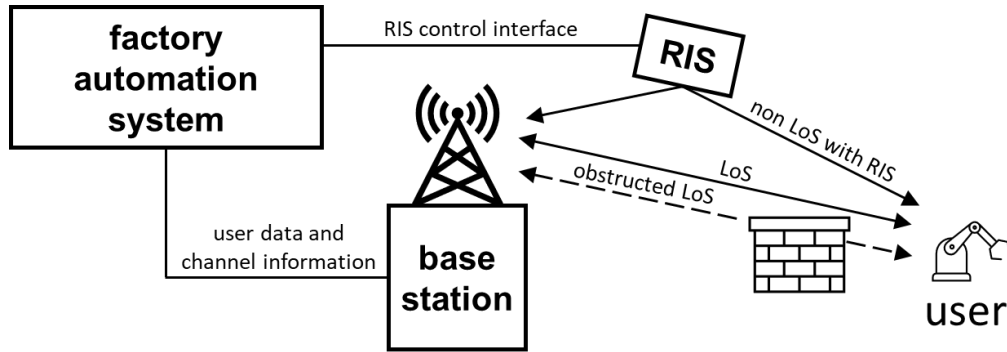 factory
automation
system
RIS control interface
RIS
non LoS with RIS
LoS
obstructed LoS
user data and
channel information
base
station
user